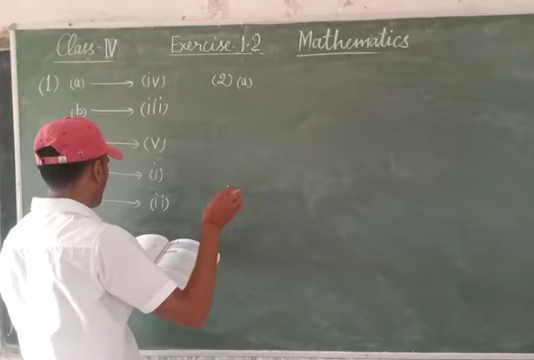 Class-IV Exercise-1.2 Mathematics
(1) (a) → (iv) (2) (a)
(b) → (iii)
→ (v)
→ (i)
→ (ii)